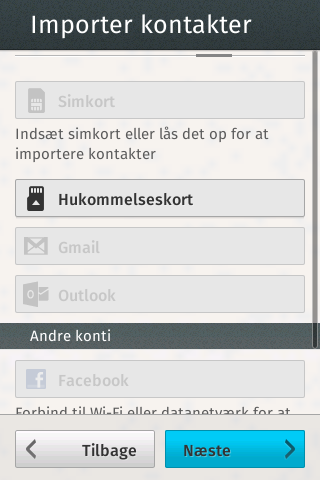 Importer kontakter
Simkort
Indsæt simkort eller lås det op for at
importere kontakter
Hukommelseskort
Gmail
Outlook
Andre konti
Facebook
Forbind til Wi-Fi eller datanetværk for at
Tilbage
Næste